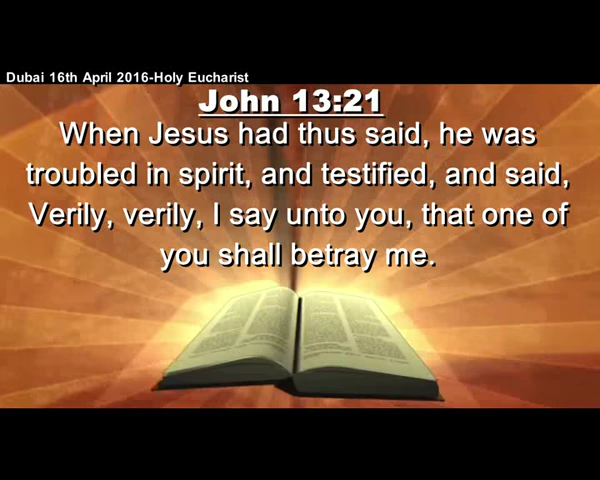 Dubai 16th April 2016-Holy Eucharist
John 13:21
When Jesus had thus said, he was
troubled in spirit, and testified, and said,
Verily, verily, I say unto you, that one of
you shall betray me.